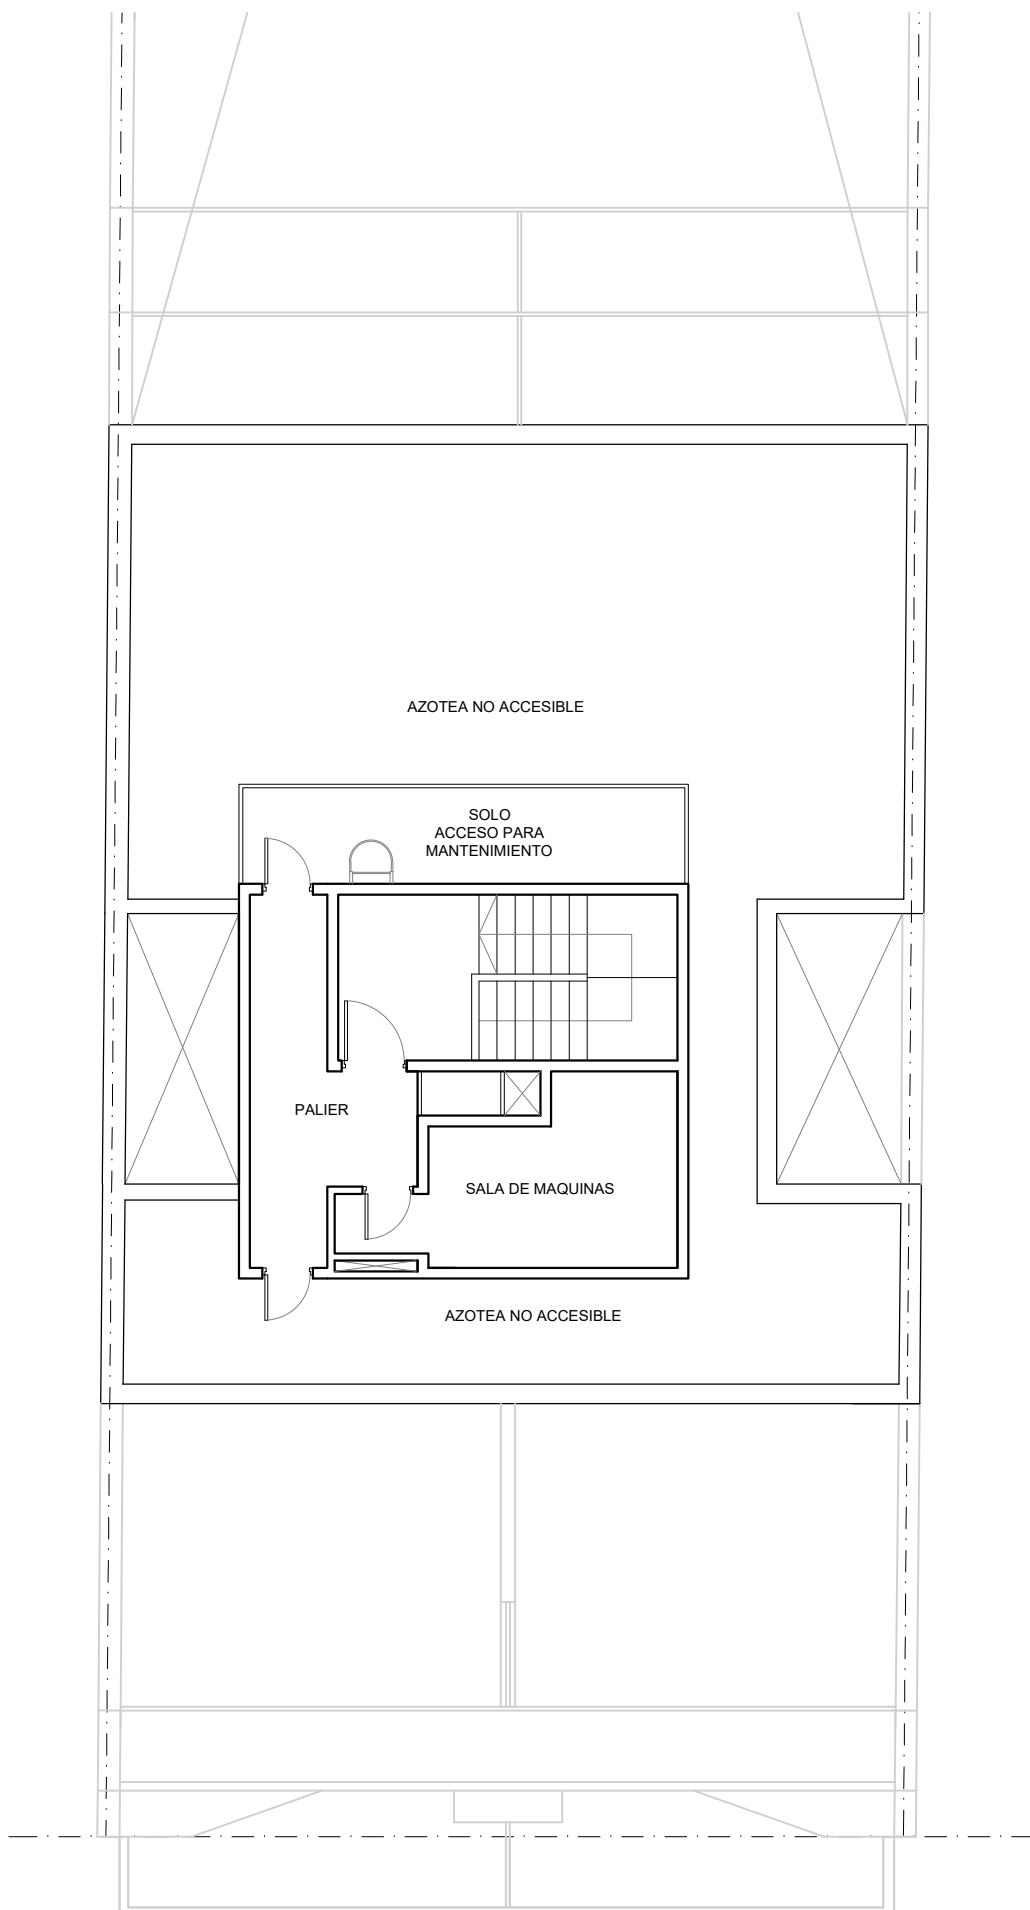 AZOTEA NO ACCESIBLE
SOLO
ACCESO PARA
MANTENIMIENTO
PALIER
SALA DE MAQUINAS
AZOTEA NO ACCESIBLE